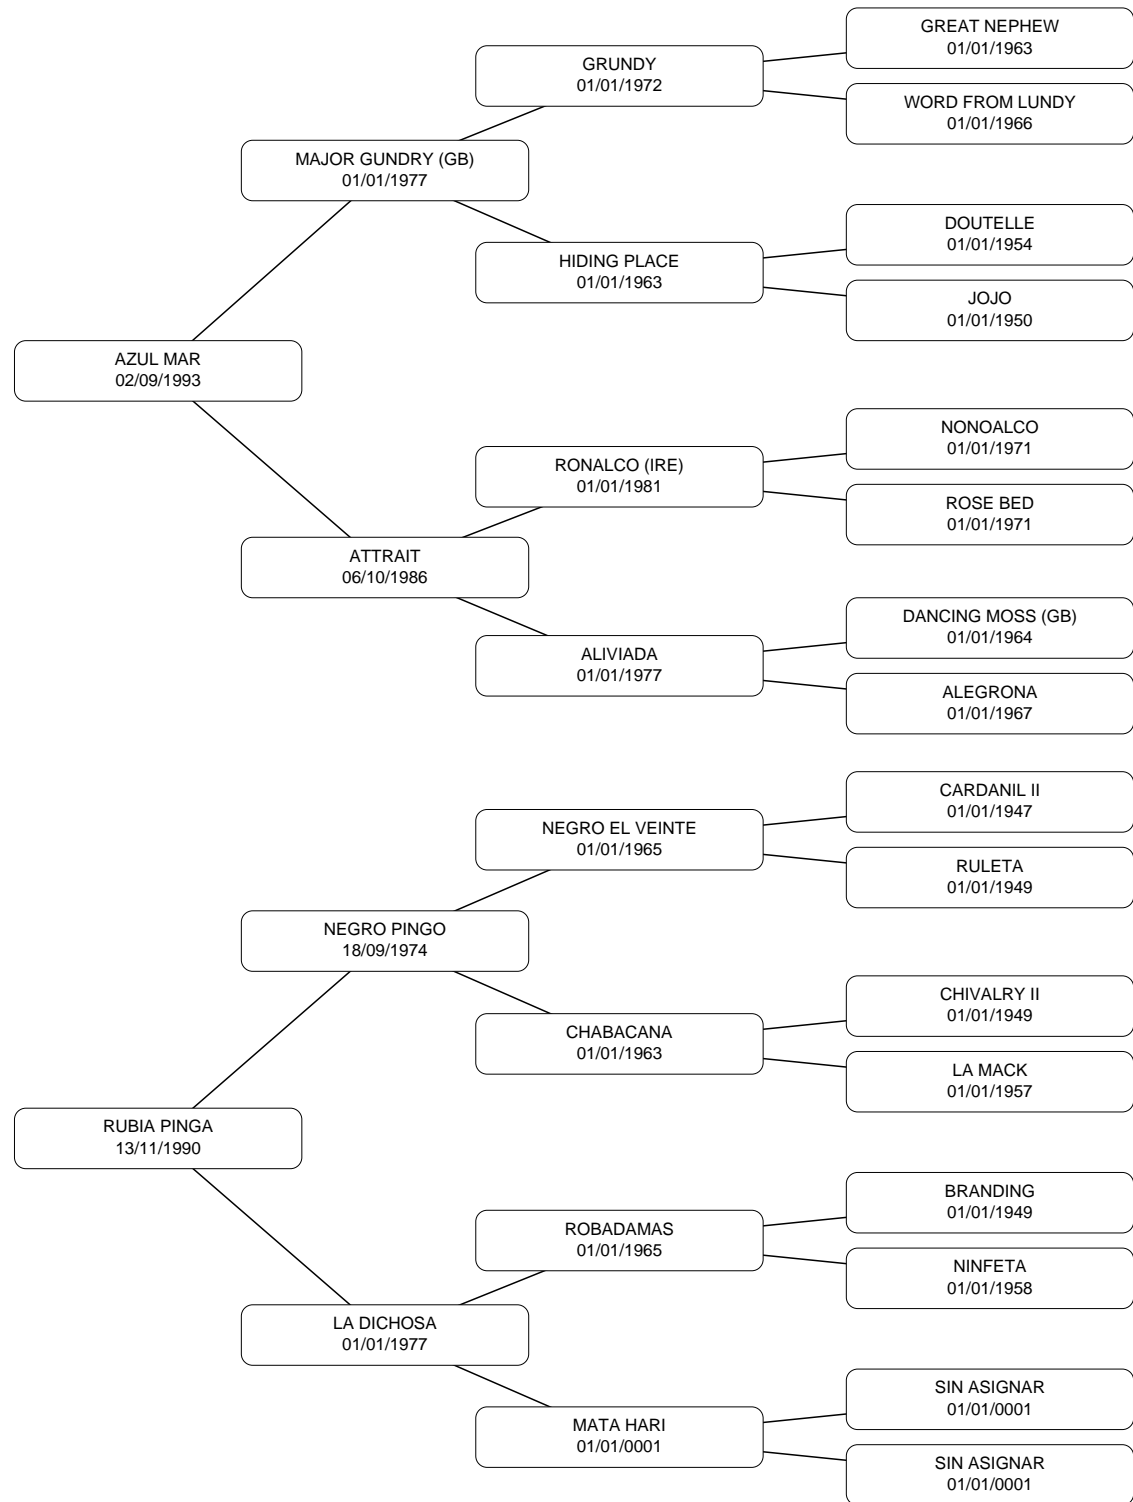 GREAT NEPHEW
01/01/1963
GRUNDY
01/01/1972
WORD FROM LUNDY
01/01/1966
MAJOR GUNDRY (GB)
01/01/1977
DOUTELLE
01/01/1954
HIDING PLACE
01/01/1963
JOJO
01/01/1950
AZUL MAR
02/09/1993
NONOALCO
01/01/1971
RONALCO (IRE)
01/01/1981
ROSE BED
01/01/1971
ATTRAIT
06/10/1986
DANCING MOSS (GB)
01/01/1964
ALIVIADA
01/01/1977
ALEGRONA
01/01/1967
CARDANIL II
01/01/1947
NEGRO EL VEINTE
01/01/1965
RULETA
01/01/1949
NEGRO PINGO
18/09/1974
CHIVALRY II
01/01/1949
CHABACANA
01/01/1963
LA MACK
01/01/1957
RUBIA PINGA
13/11/1990
BRANDING
01/01/1949
ROBADAMAS
01/01/1965
NINFETA
01/01/1958
LA DICHOSA
01/01/1977
SIN ASIGNAR
01/01/0001
MATA HARI
01/01/0001
SIN ASIGNAR
01/01/0001